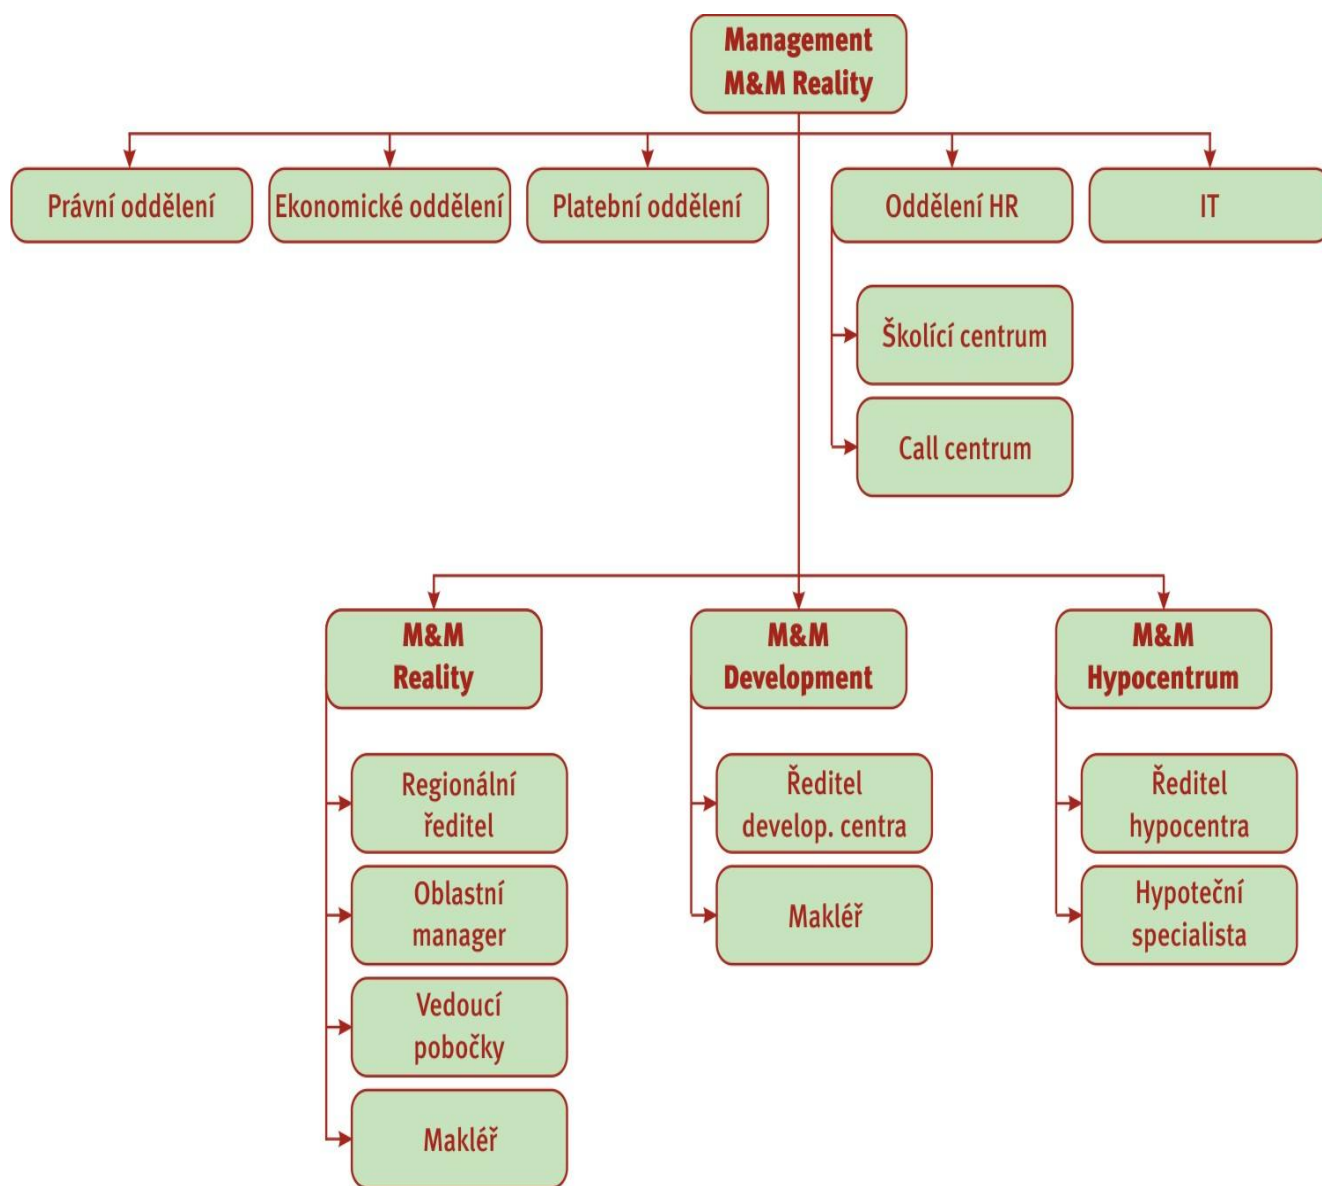 Management
M&M Reality
Právní oddělení
Ekonomické oddělení
Platební oddělení
Oddělení HR
IT
Školící centrum
Call centrum
M&M
Reality
M&M
Development
M&M
Hypocentrum
Regionální
ředitel
Ředitel
develop. centra
Ředitel
hypocentra
Oblastní
manager
Makléř
Hypoteční
specialista
Vedoucí
pobočky
Makléř